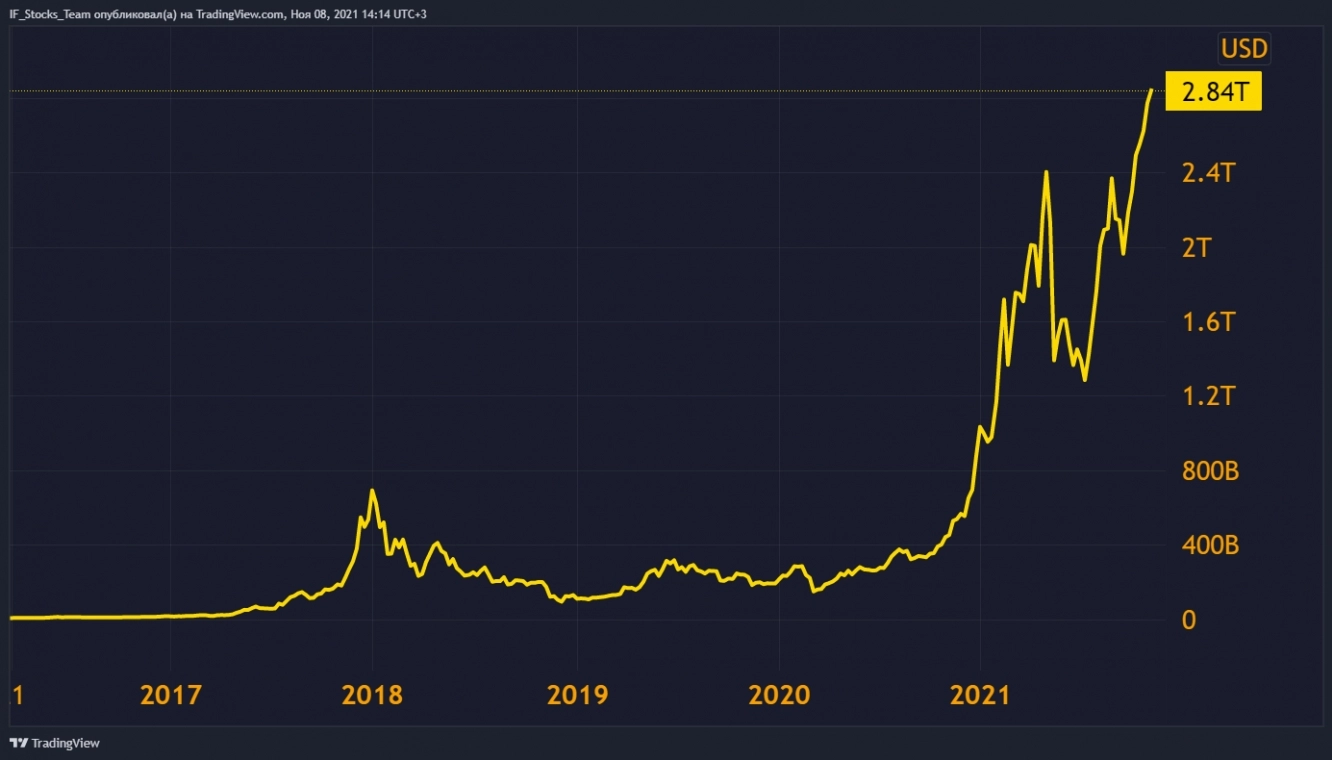 IF_Stocks_Team опубликовал(а) на TradingView.com, Ноя 08, 2021 14:14 UTC+3
USD
2.84T
2.4T
2T
1.6T
1.2T
800B
400B
0
2017 2018 2019 2020 2021
TradingView